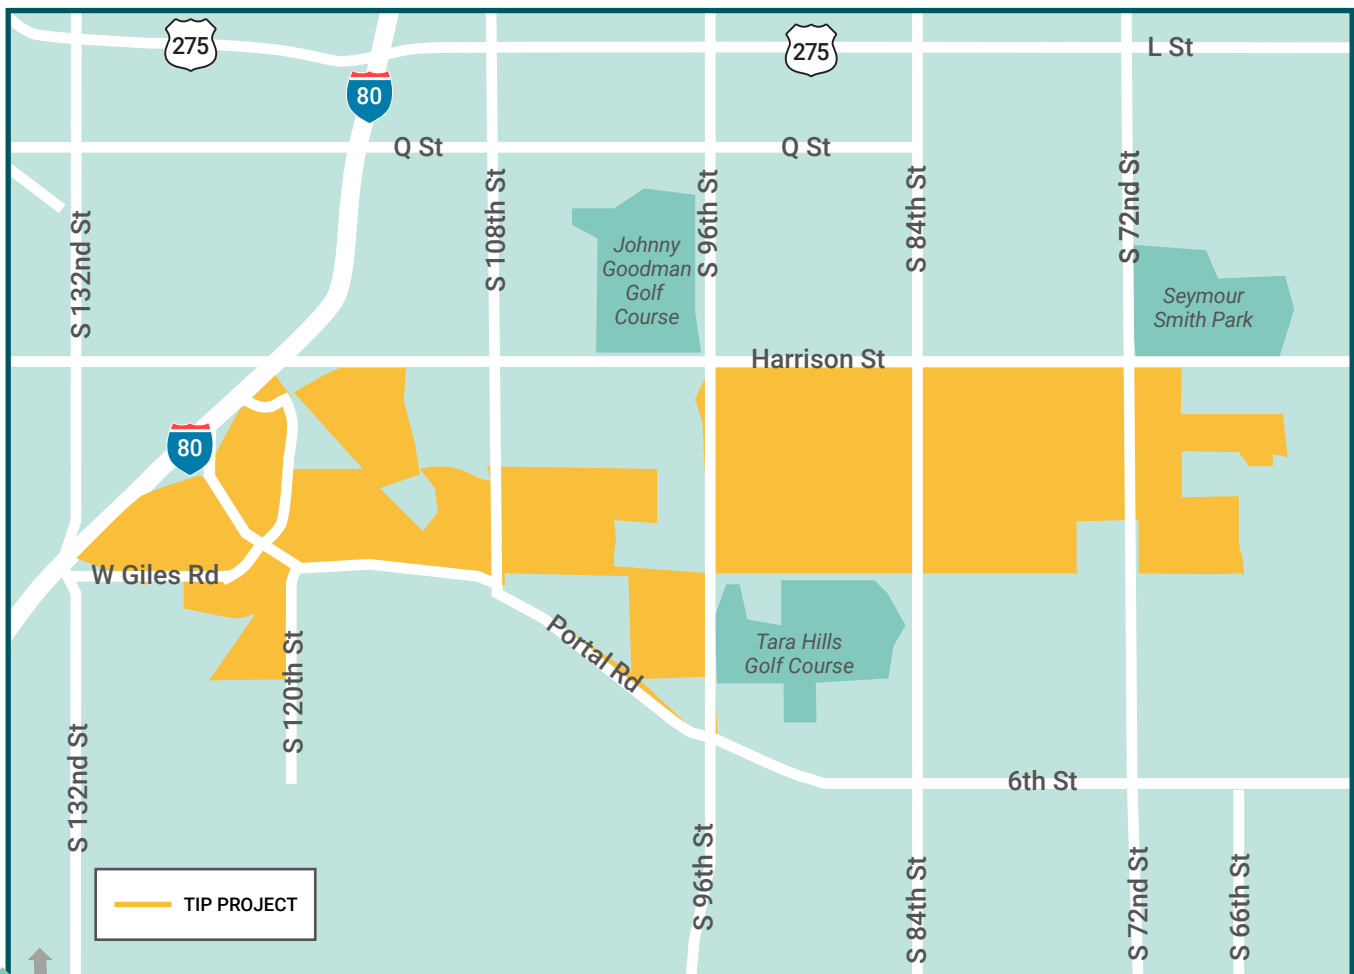 275
275
L St
80
Q St
Q St
S 132nd St
S 108th St
S 96th St
S 84th St
S 72nd St
Johnny
Goodman
Golf
Course
Seymour
Smith Park
Harrison St
80
W Giles Rd
S 120th St
Portal Rd
Tara Hills
Golf Course
S 132nd St
6th St
S 96th St
S 84th St
S 72nd St
S 66th St
TIP PROJECT